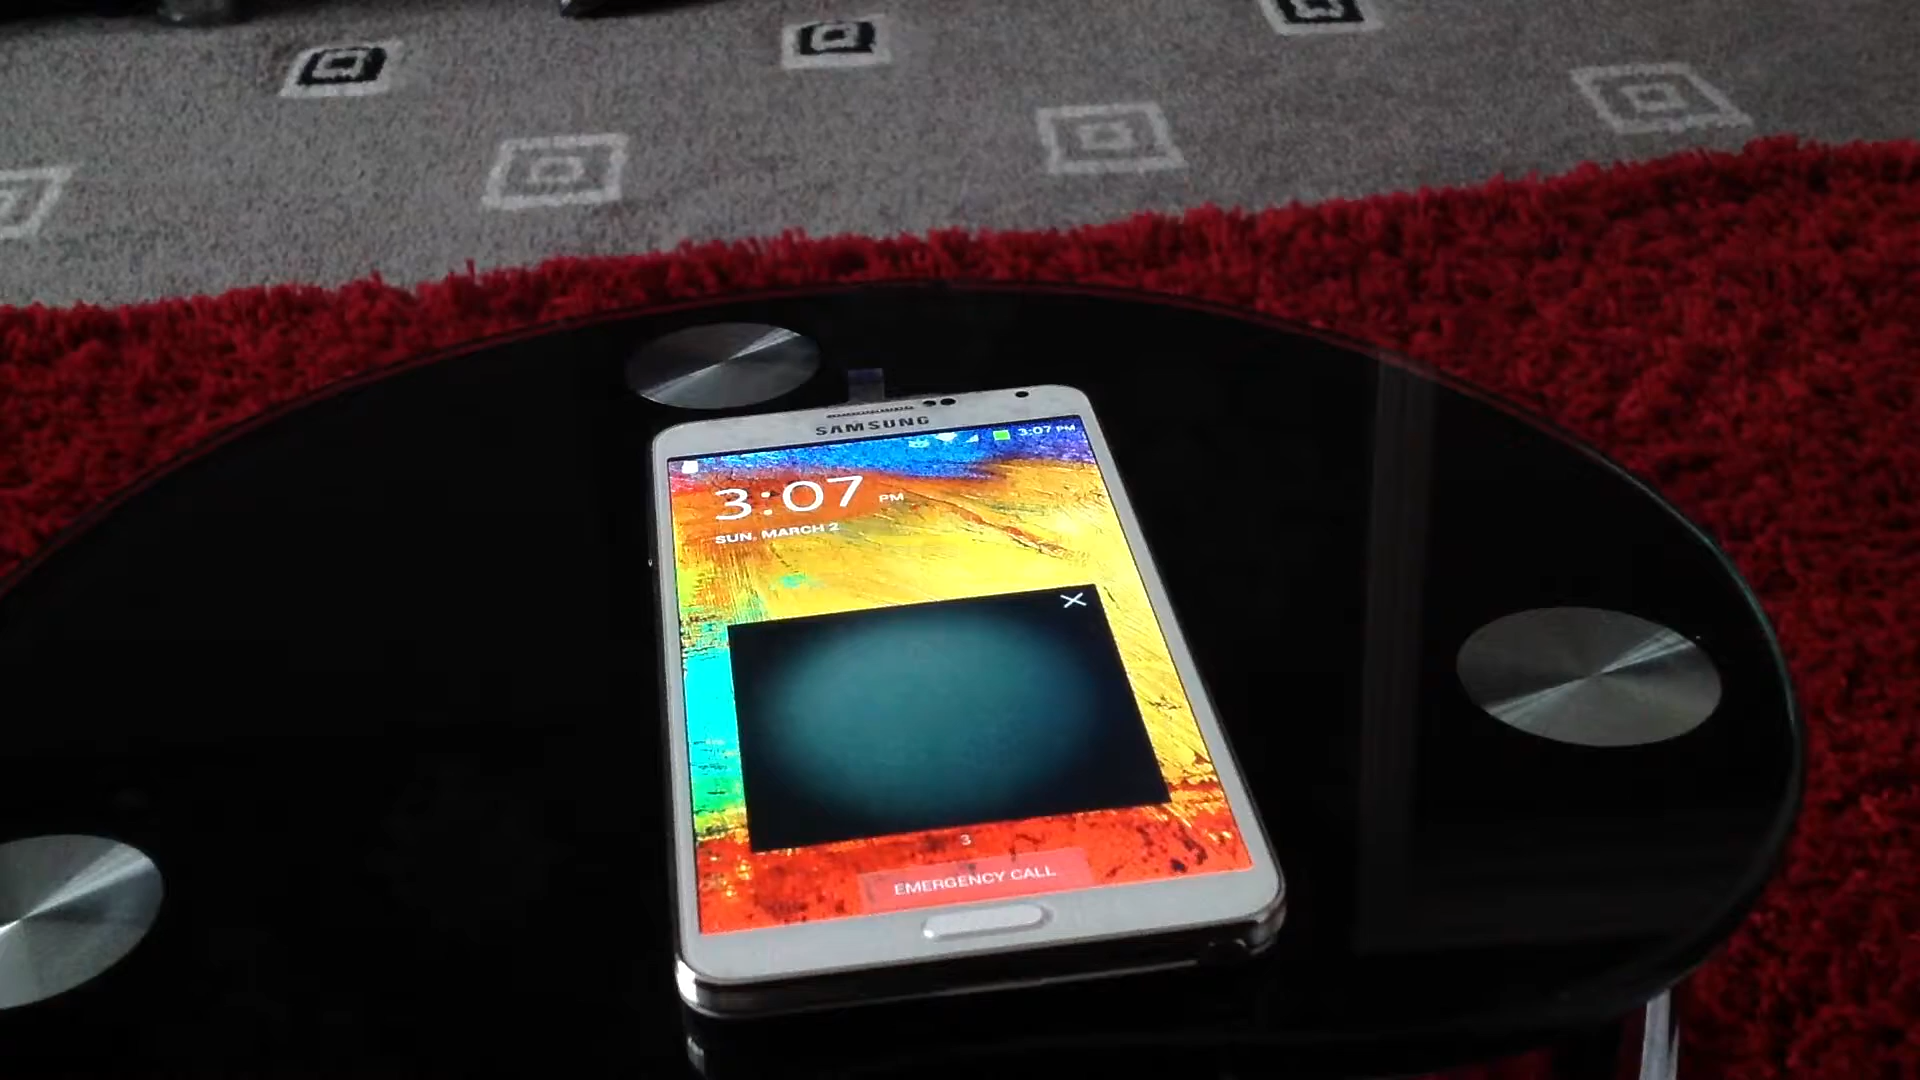 SAMSUNG
3:07 PM
3:07 PM
SUN, MARCH 2
3
EMERGENCY CALL